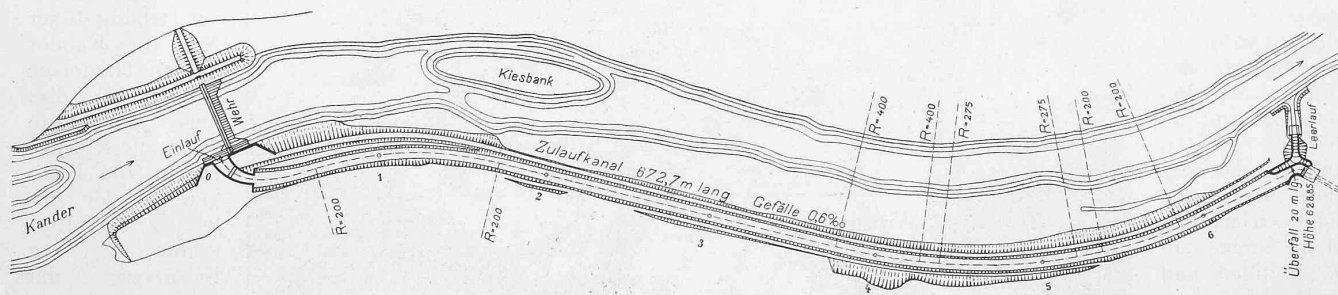 Kiesbank
Wehr
Einlauf
Kander
Zulaufkanal 672,7m lang Gefälle 0,6‰
R=200
R=200
R=400
R=400
R=275
R=275
R=200
R=200
0
1
2
3
4
5
6
Leerlauf
Überfall 20 m lg
Höhe 628.85